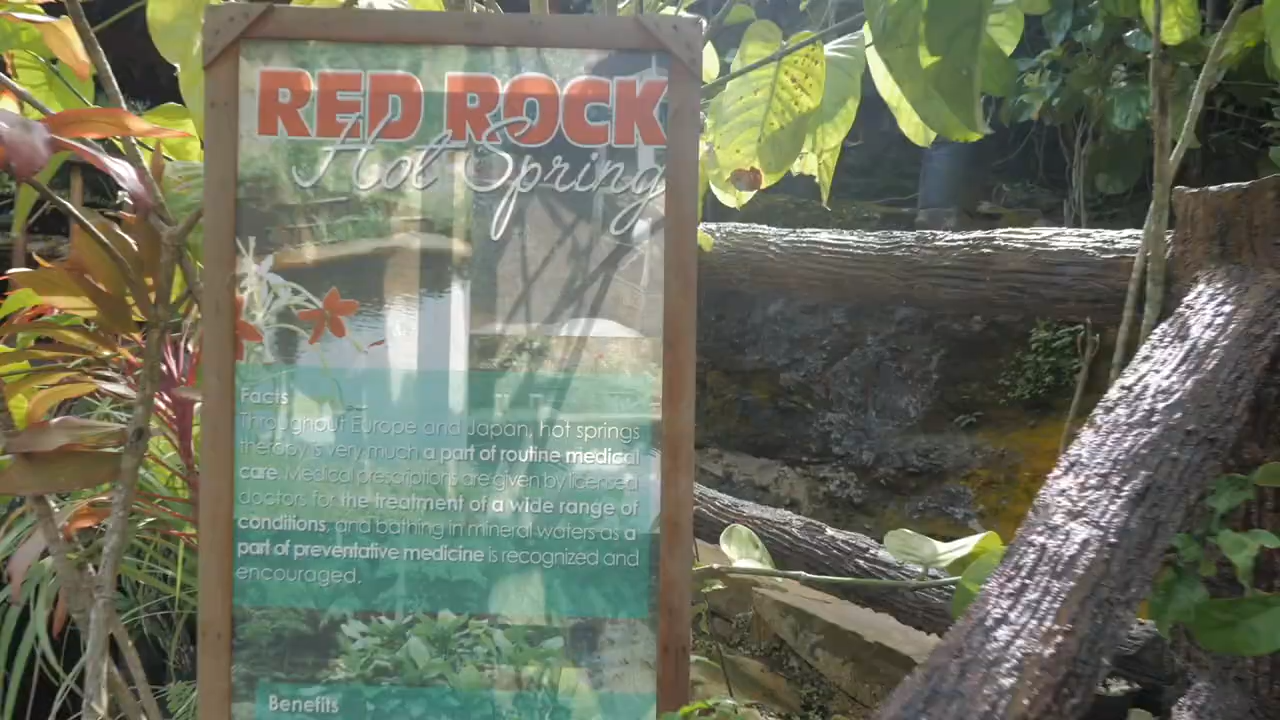 RED ROCK
Hot Spring
Facts
Throughout Europe and Japan, hot springs
therapy is very much a part of routine medical
care. Medical prescriptions are given by licensed
doctors for the treatment of a wide range of
conditions, and bathing in mineral waters as a
part of preventative medicine is recognized and
encouraged.
Benefits